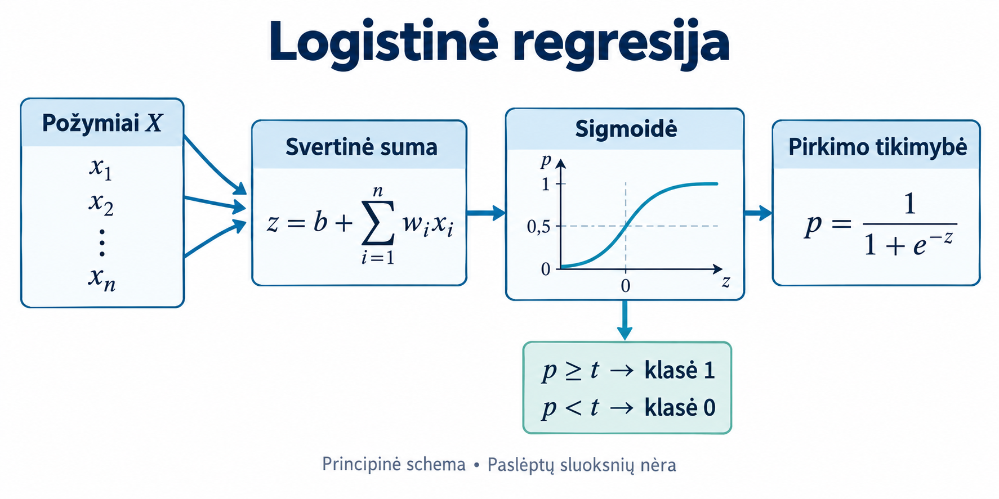 Logistinė regresija
Požymiai X
x₁
x₂
⋮
xₙ
Svertinė suma
z = b + ∑ⁿᵢ₌₁ wᵢxᵢ
Sigmoidė
p
1
0,5
0
0
z
Pirkimo tikimybė
p = 1 / (1 + e⁻ᶻ)
p ≥ t → klasė 1
p < t → klasė 0
Principinė schema • Paslėptų sluoksnių nėra